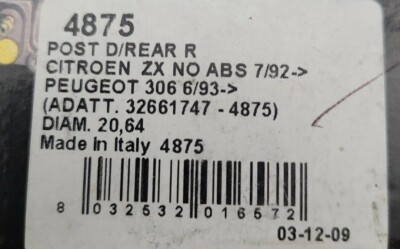 4875
POST D/REAR R
CITROEN ZX NO ABS 7/92->
PEUGEOT 306 6/93->
(ADATT. 32661747 - 4875)
DIAM. 20,64
Made in Italy 4875
8 032532 016572
03-12-09